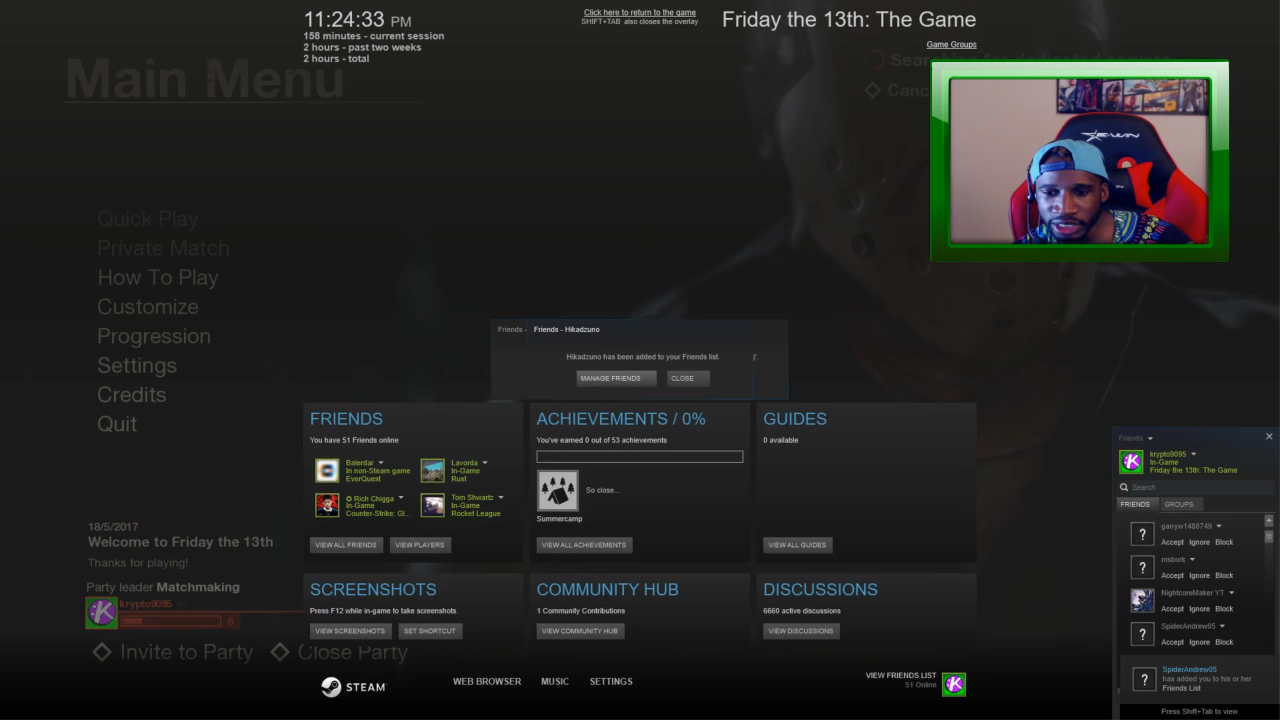 11:24:33 PM
158 minutes - current session
2 hours - past two weeks
2 hours - total
Click here to return to the game
SHIFT+TAB also closes the overlay
Friday the 13th: The Game
Game Groups
Main Menu
Searching for dedicated
Canc
Quick Play
Private Match
How To Play
Customize
Progression
Settings
Credits
Quit
Friends -
Friends - Hikadzuno
Hikadzuno has been added to your Friends list.
MANAGE FRIENDS
CLOSE
FRIENDS
You have 51 Friends online
Balerdar
In non-Steam game
EverQuest
Lavorda
In-Game
Rust
Rich Chigga
In-Game
Counter-Strike: Gl...
Tom Shwartz
In-Game
Rocket League
VIEW ALL FRIENDS
VIEW PLAYERS
ACHIEVEMENTS / 0%
You've earned 0 out of 53 achievements
So close...
Summercamp
VIEW ALL ACHIEVEMENTS
GUIDES
0 available
VIEW ALL GUIDES
18/5/2017
Welcome to Friday the 13th
Thanks for playing!
Party leader Matchmaking
krypto9095
6
Invite to Party
Close Party
SCREENSHOTS
Press F12 while in-game to take screenshots.
VIEW SCREENSHOTS
SET SHORTCUT
COMMUNITY HUB
1 Community Contributions
VIEW COMMUNITY HUB
DISCUSSIONS
6660 active discussions
VIEW DISCUSSIONS
STEAM
WEB BROWSER
MUSIC
SETTINGS
VIEW FRIENDS LIST
51 Online
Friends
krypto9095
In-Game
Friday the 13th: The Game
Search
FRIENDS
GROUPS
garryw1480749
Accept Ignore Block
msbork
Accept Ignore Block
NightcoreMaker YT
Accept Ignore Block
SpiderAndrew05
Accept Ignore Block
SpiderAndrew05
has added you to his or her
Friends List
Press Shift+Tab to view